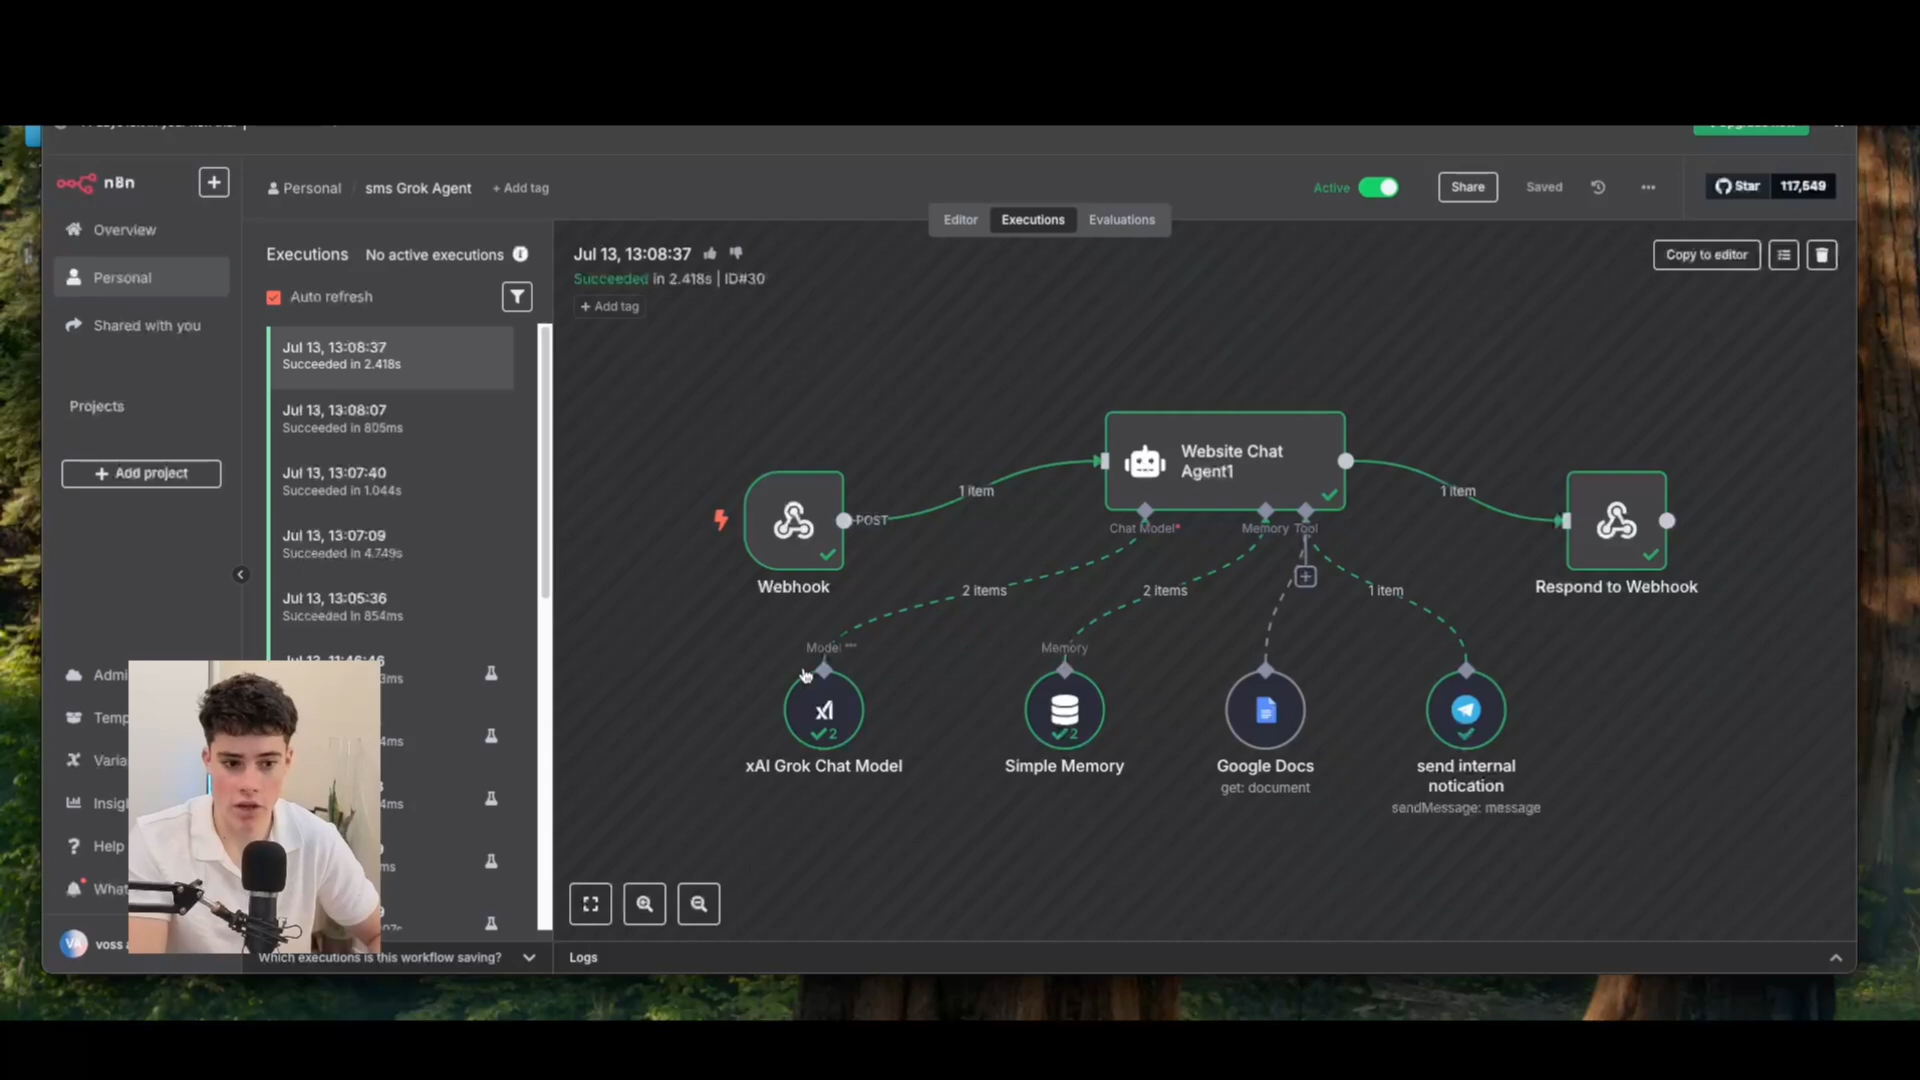 n8n
Personal / sms Grok Agent + Add tag
Active
Share
Saved
Star 117,549
Editor
Executions
Evaluations
Overview
Personal
Shared with you
Projects
Add project
Executions No active executions
Auto refresh
Jul 13, 13:08:37
Succeeded in 2.418s
Jul 13, 13:08:07
Succeeded in 805ms
Jul 13, 13:07:40
Succeeded in 1.044s
Jul 13, 13:07:09
Succeeded in 4.749s
Jul 13, 13:05:36
Succeeded in 854ms
Jul 13, 13:08:37
Succeeded in 2.418s | ID#30
+ Add tag
Copy to editor
Website Chat
Agent1
1 item
1 item
POST
Chat Model*
Memory
Tool
Webhook
Respond to Webhook
2 items
2 items
1 item
Model
Memory
2
2
xAI Grok Chat Model
Simple Memory
Google Docs
get: document
send internal
notication
sendMessage: message
Help
VA voss
Which executions is this workflow saving?
Logs